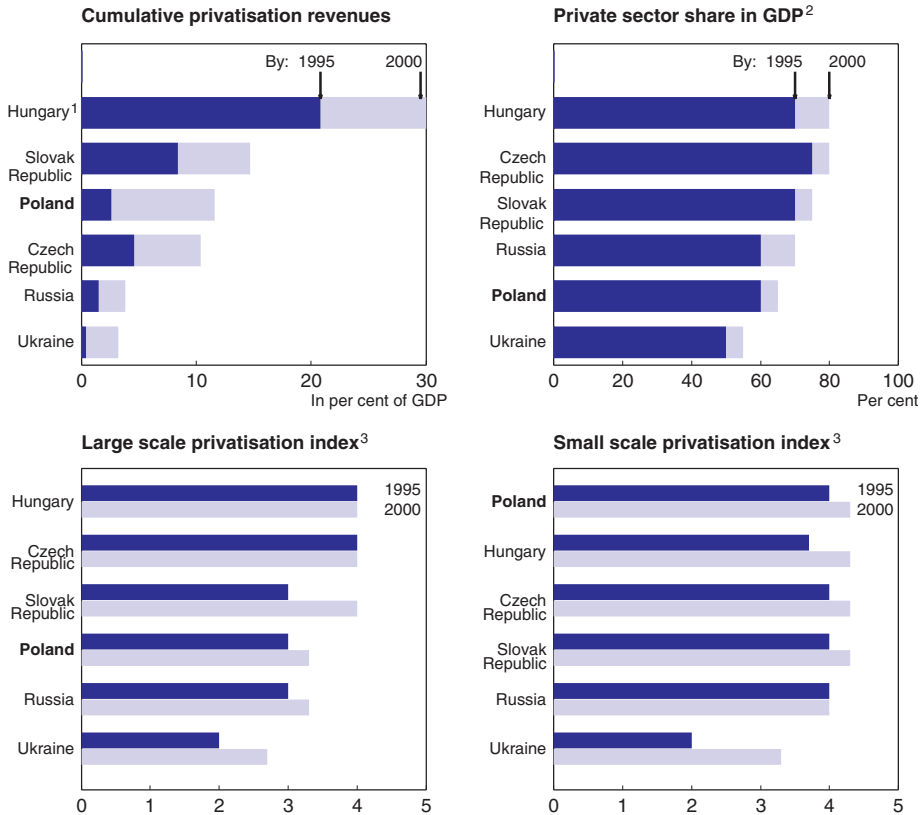 Cumulative privatisation revenues
By: 1995 2000
Hungary1
Slovak
Republic
Poland
Czech
Republic
Russia
Ukraine
0 10 20 30
In per cent of GDP
Private sector share in GDP2
By: 1995 2000
Hungary
Czech
Republic
Slovak
Republic
Russia
Poland
Ukraine
0 20 40 60 80 100
Per cent
Large scale privatisation index3
1995
2000
Hungary
Czech
Republic
Slovak
Republic
Poland
Russia
Ukraine
0 1 2 3 4 5
Small scale privatisation index3
1995
2000
Poland
Hungary
Czech
Republic
Slovak
Republic
Russia
Ukraine
0 1 2 3 4 5